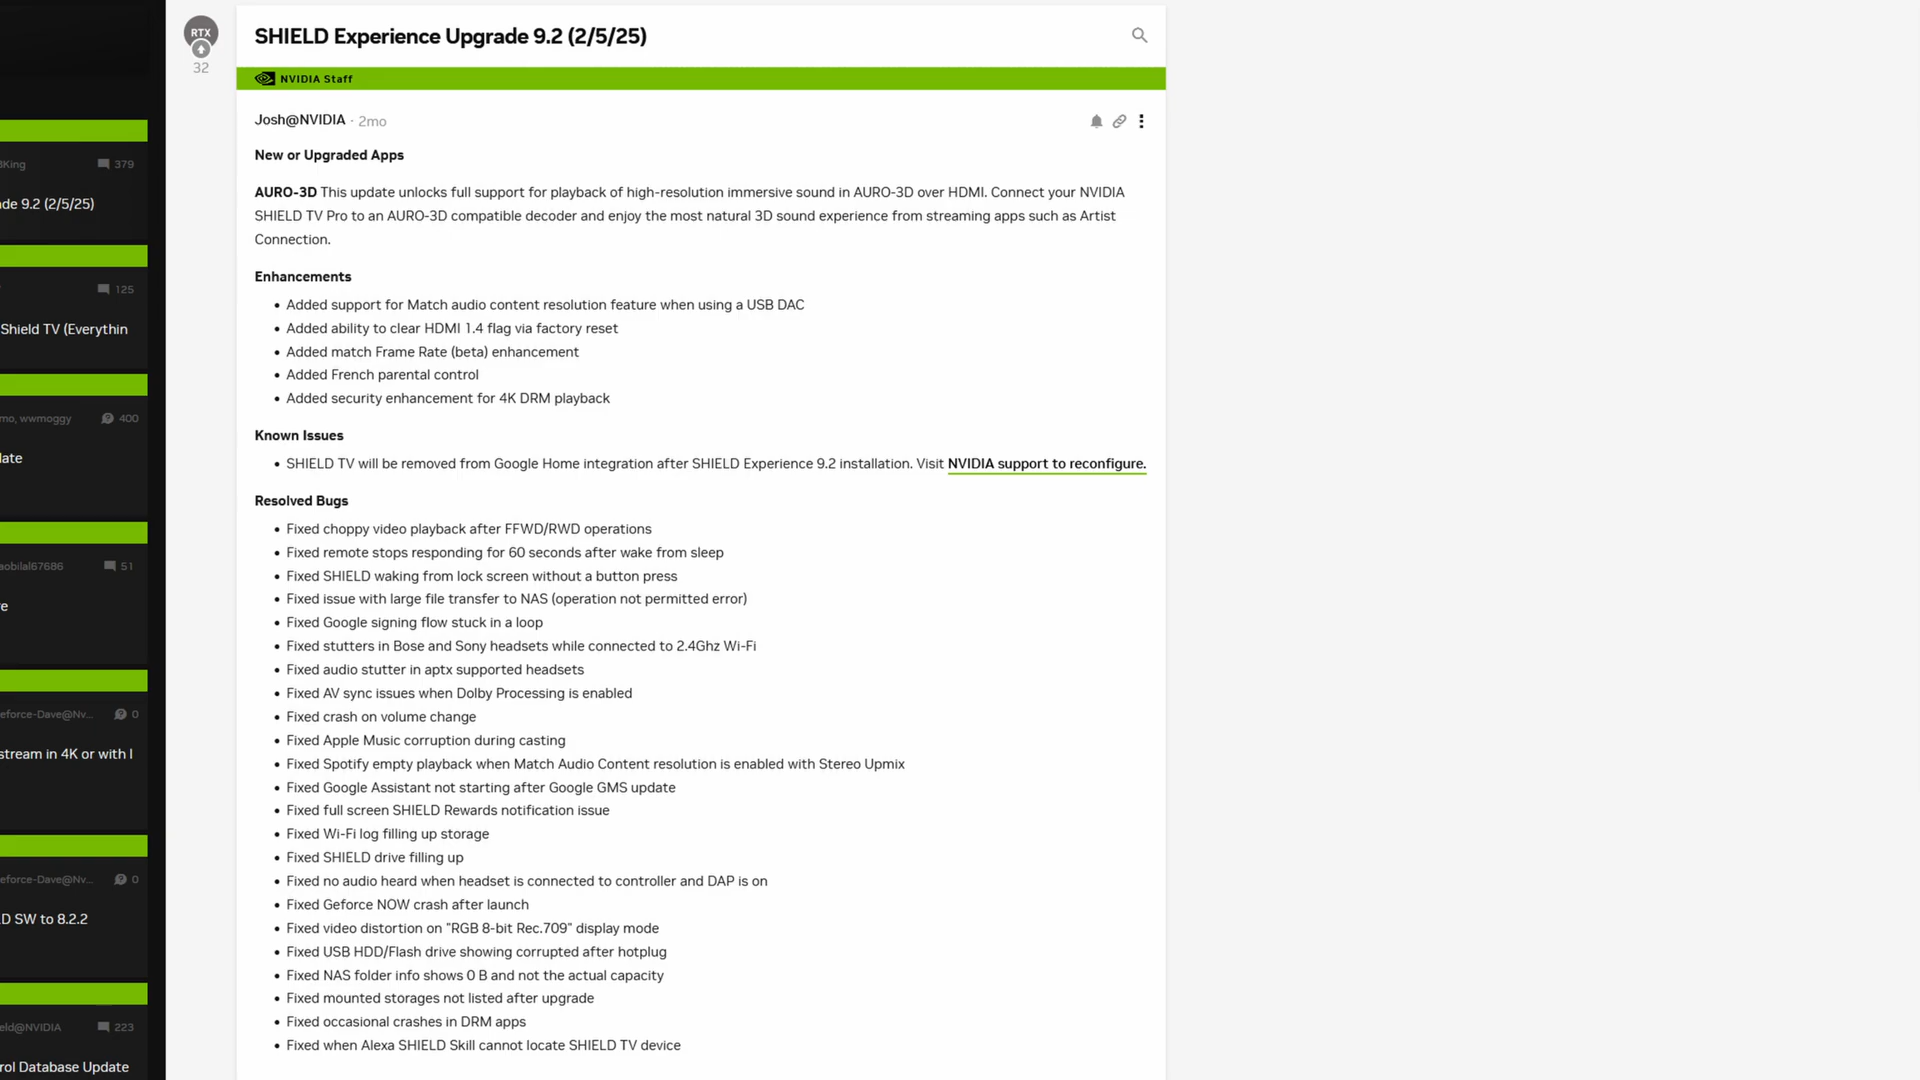 RTX
32
SHIELD Experience Upgrade 9.2 (2/5/25)
NVIDIA Staff
Josh@NVIDIA · 2mo
New or Upgraded Apps
AURO-3D This update unlocks full support for playback of high-resolution immersive sound in AURO-3D over HDMI. Connect your NVIDIA
SHIELD TV Pro to an AURO-3D compatible decoder and enjoy the most natural 3D sound experience from streaming apps such as Artist
Connection.
Enhancements
• Added support for Match audio content resolution feature when using a USB DAC
• Added ability to clear HDMI 1.4 flag via factory reset
• Added match Frame Rate (beta) enhancement
• Added French parental control
• Added security enhancement for 4K DRM playback
Known Issues
• SHIELD TV will be removed from Google Home integration after SHIELD Experience 9.2 installation. Visit NVIDIA support to reconfigure.
Resolved Bugs
• Fixed choppy video playback after FFWD/RWD operations
• Fixed remote stops responding for 60 seconds after wake from sleep
• Fixed SHIELD waking from lock screen without a button press
• Fixed issue with large file transfer to NAS (operation not permitted error)
• Fixed Google signing flow stuck in a loop
• Fixed stutters in Bose and Sony headsets while connected to 2.4Ghz Wi-Fi
• Fixed audio stutter in aptx supported headsets
• Fixed AV sync issues when Dolby Processing is enabled
• Fixed crash on volume change
• Fixed Apple Music corruption during casting
• Fixed Spotify empty playback when Match Audio Content resolution is enabled with Stereo Upmix
• Fixed Google Assistant not starting after Google GMS update
• Fixed full screen SHIELD Rewards notification issue
• Fixed Wi-Fi log filling up storage
• Fixed SHIELD drive filling up
• Fixed no audio heard when headset is connected to controller and DAP is on
• Fixed Geforce NOW crash after launch
• Fixed video distortion on "RGB 8-bit Rec.709" display mode
• Fixed USB HDD/Flash drive showing corrupted after hotplug
• Fixed NAS folder info shows 0 B and not the actual capacity
• Fixed mounted storages not listed after upgrade
• Fixed occasional crashes in DRM apps
• Fixed when Alexa SHIELD Skill cannot locate SHIELD TV device
King 379
de 9.2 (2/5/25)
125
Shield TV (Everythin
mo, wwmoggy 400
late
aobilal67686 51
e
eforce-Dave@Nv... 0
stream in 4K or with l
eforce-Dave@Nv... 0
D SW to 8.2.2
eld@NVIDIA 223
rol Database Update